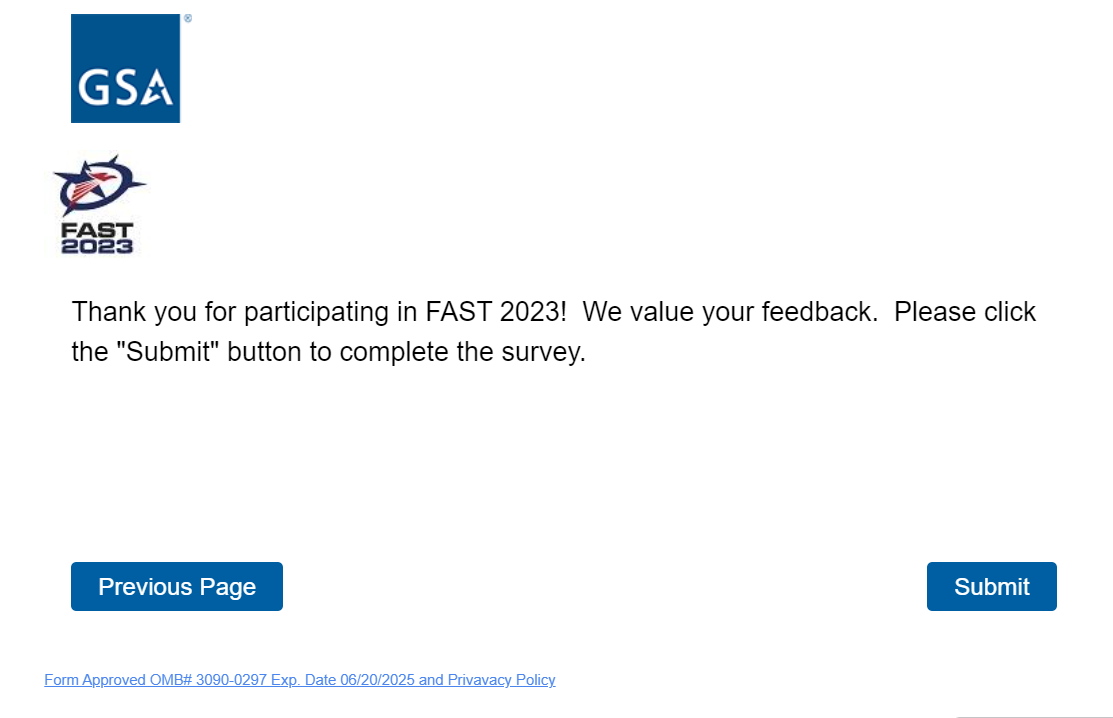 GSA
®
FAST
2023
Thank you for participating in FAST 2023!  We value your feedback.  Please click
the "Submit" button to complete the survey.
Previous Page
Submit
Form Approved OMB# 3090-0297 Exp. Date 06/20/2025 and Privavacy Policy